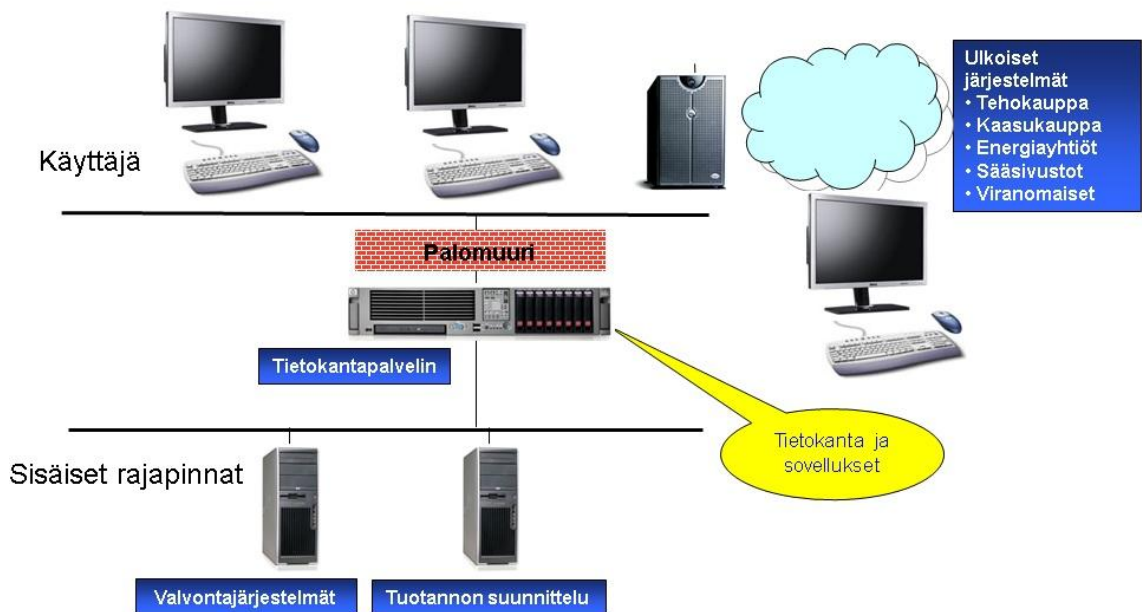 Ulkoiset
järjestelmät
• Tehokauppa
• Kaasukauppa
• Energiayhtiöt
• Sääsivustot
• Viranomaiset
Käyttäjä
Palomuuri
Tietokantapalvelin
Tietokanta ja
sovellukset
Sisäiset rajapinnat
Valvontajärjestelmät
Tuotannon suunnittelu